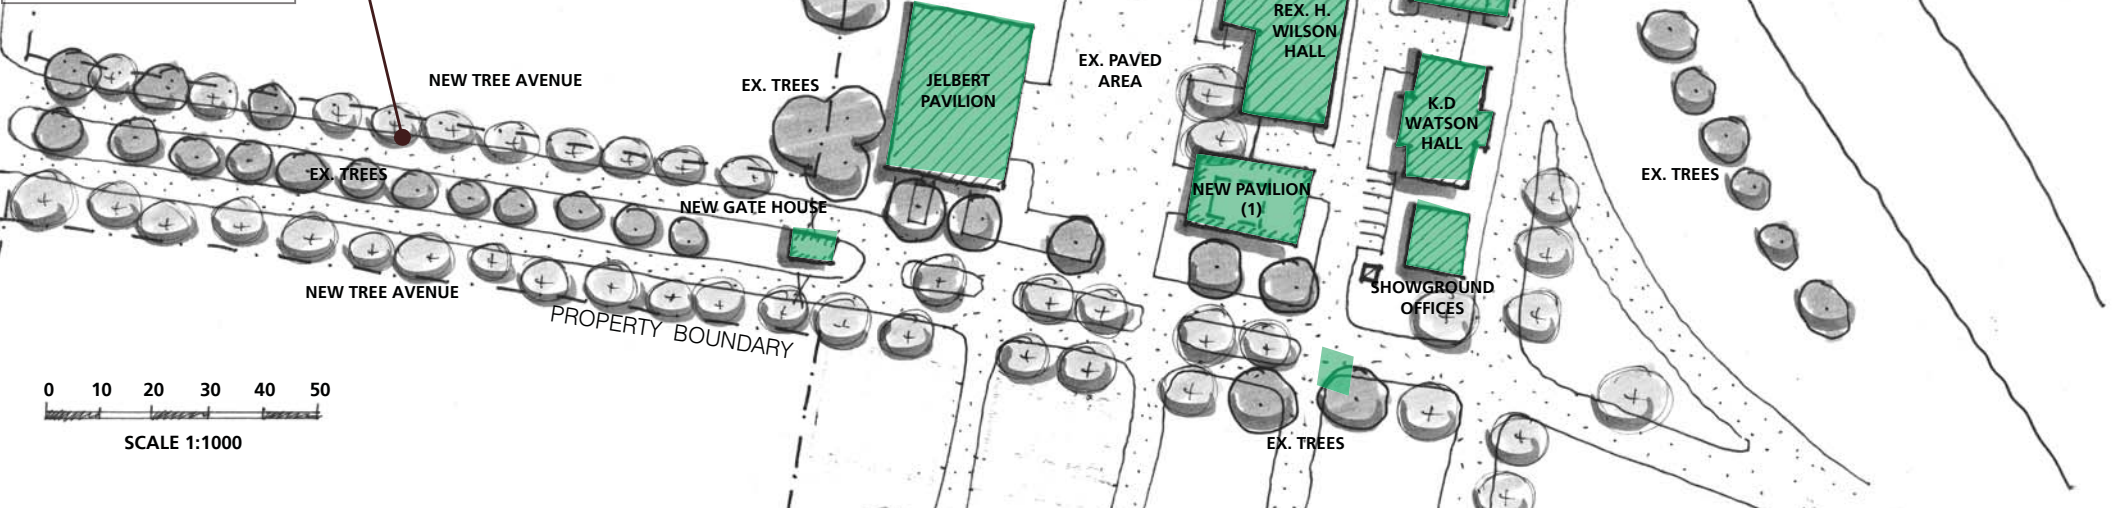 REX. H.
WILSON
HALL
EX. PAVED
AREA
NEW TREE AVENUE
EX. TREES
JELBERT
PAVILION
K.D
WATSON
HALL
EX. TREES
EX. TREES
NEW PAVILION
(1)
NEW GATE HOUSE
NEW TREE AVENUE
SHOWGROUND
OFFICES
PROPERTY BOUNDARY
0 10 20 30 40 50
SCALE 1:1000
EX. TREES